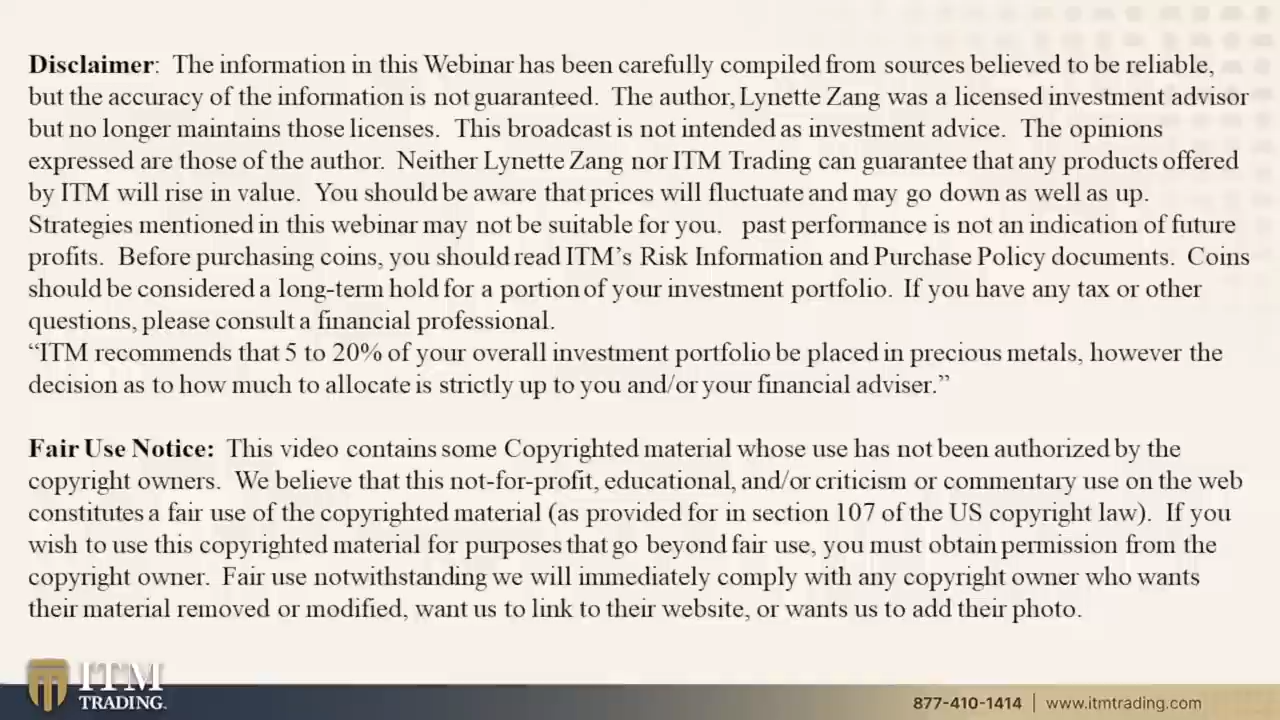 Disclaimer: The information in this Webinar has been carefully compiled from sources believed to be reliable,
but the accuracy of the information is not guaranteed. The author, Lynette Zang was a licensed investment advisor
but no longer maintains those licenses. This broadcast is not intended as investment advice. The opinions
expressed are those of the author. Neither Lynette Zang nor ITM Trading can guarantee that any products offered
by ITM will rise in value. You should be aware that prices will fluctuate and may go down as well as up.
Strategies mentioned in this webinar may not be suitable for you. past performance is not an indication of future
profits. Before purchasing coins, you should read ITM's Risk Information and Purchase Policy documents. Coins
should be considered a long-term hold for a portion of your investment portfolio. If you have any tax or other
questions, please consult a financial professional.
“ITM recommends that 5 to 20% of your overall investment portfolio be placed in precious metals, however the
decision as to how much to allocate is strictly up to you and/or your financial adviser.”
Fair Use Notice: This video contains some Copyrighted material whose use has not been authorized by the
copyright owners. We believe that this not-for-profit, educational, and/or criticism or commentary use on the web
constitutes a fair use of the copyrighted material (as provided for in section 107 of the US copyright law). If you
wish to use this copyrighted material for purposes that go beyond fair use, you must obtain permission from the
copyright owner. Fair use notwithstanding we will immediately comply with any copyright owner who wants
their material removed or modified, want us to link to their website, or wants us to add their photo.
ITM
TRADING
877-410-1414 | www.itmtrading.com